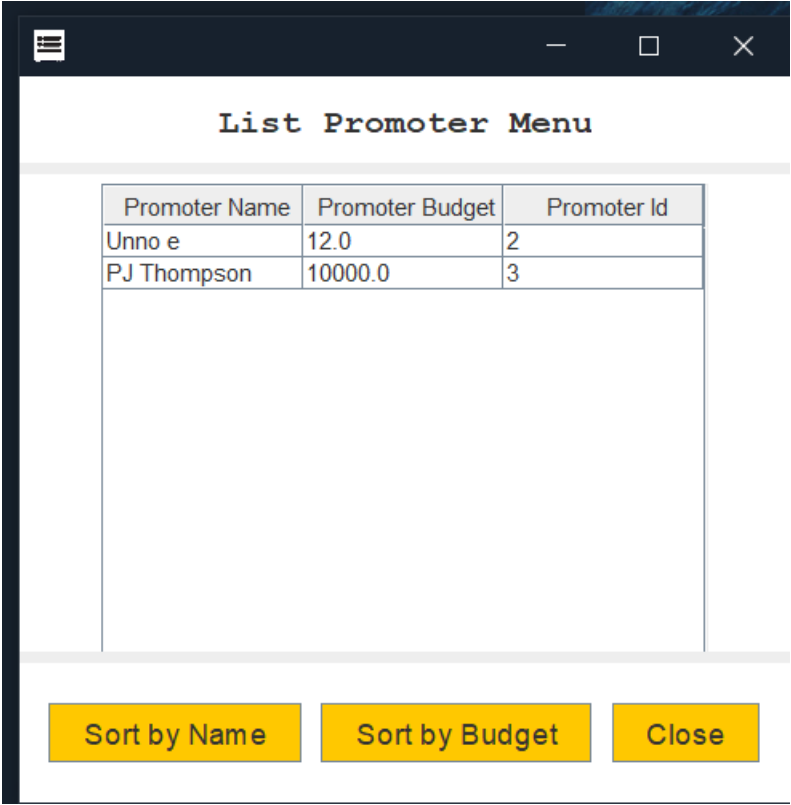 List Promoter Menu
Promoter Name Promoter Budget Promoter Id
Unno e 12.0 2
PJ Thompson 10000.0 3
Sort by Name Sort by Budget Close